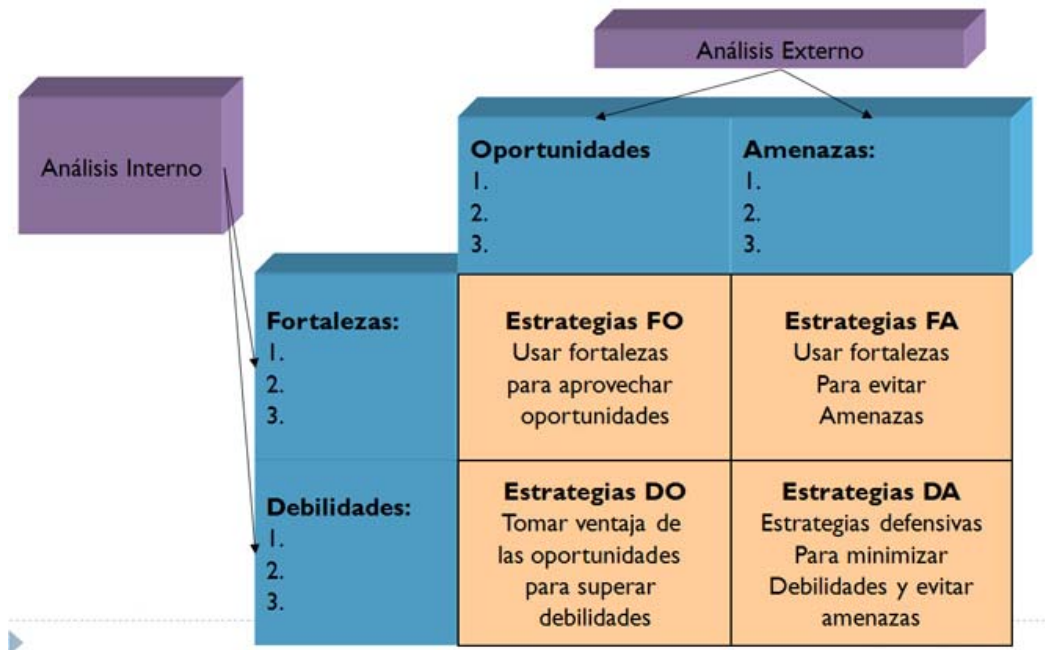 Análisis Externo
Análisis Interno
Oportunidades
1.
2.
3.
Amenazas:
1.
2.
3.
Fortalezas:
1.
2.
3.
Estrategias FO
Usar fortalezas
para aprovechar
oportunidades
Estrategias FA
Usar fortalezas
Para evitar
Amenazas
Debilidades:
1.
2.
3.
Estrategias DO
Tomar ventaja de
las oportunidades
para superar
debilidades
Estrategias DA
Estrategias defensivas
Para minimizar
Debilidades y evitar
amenazas